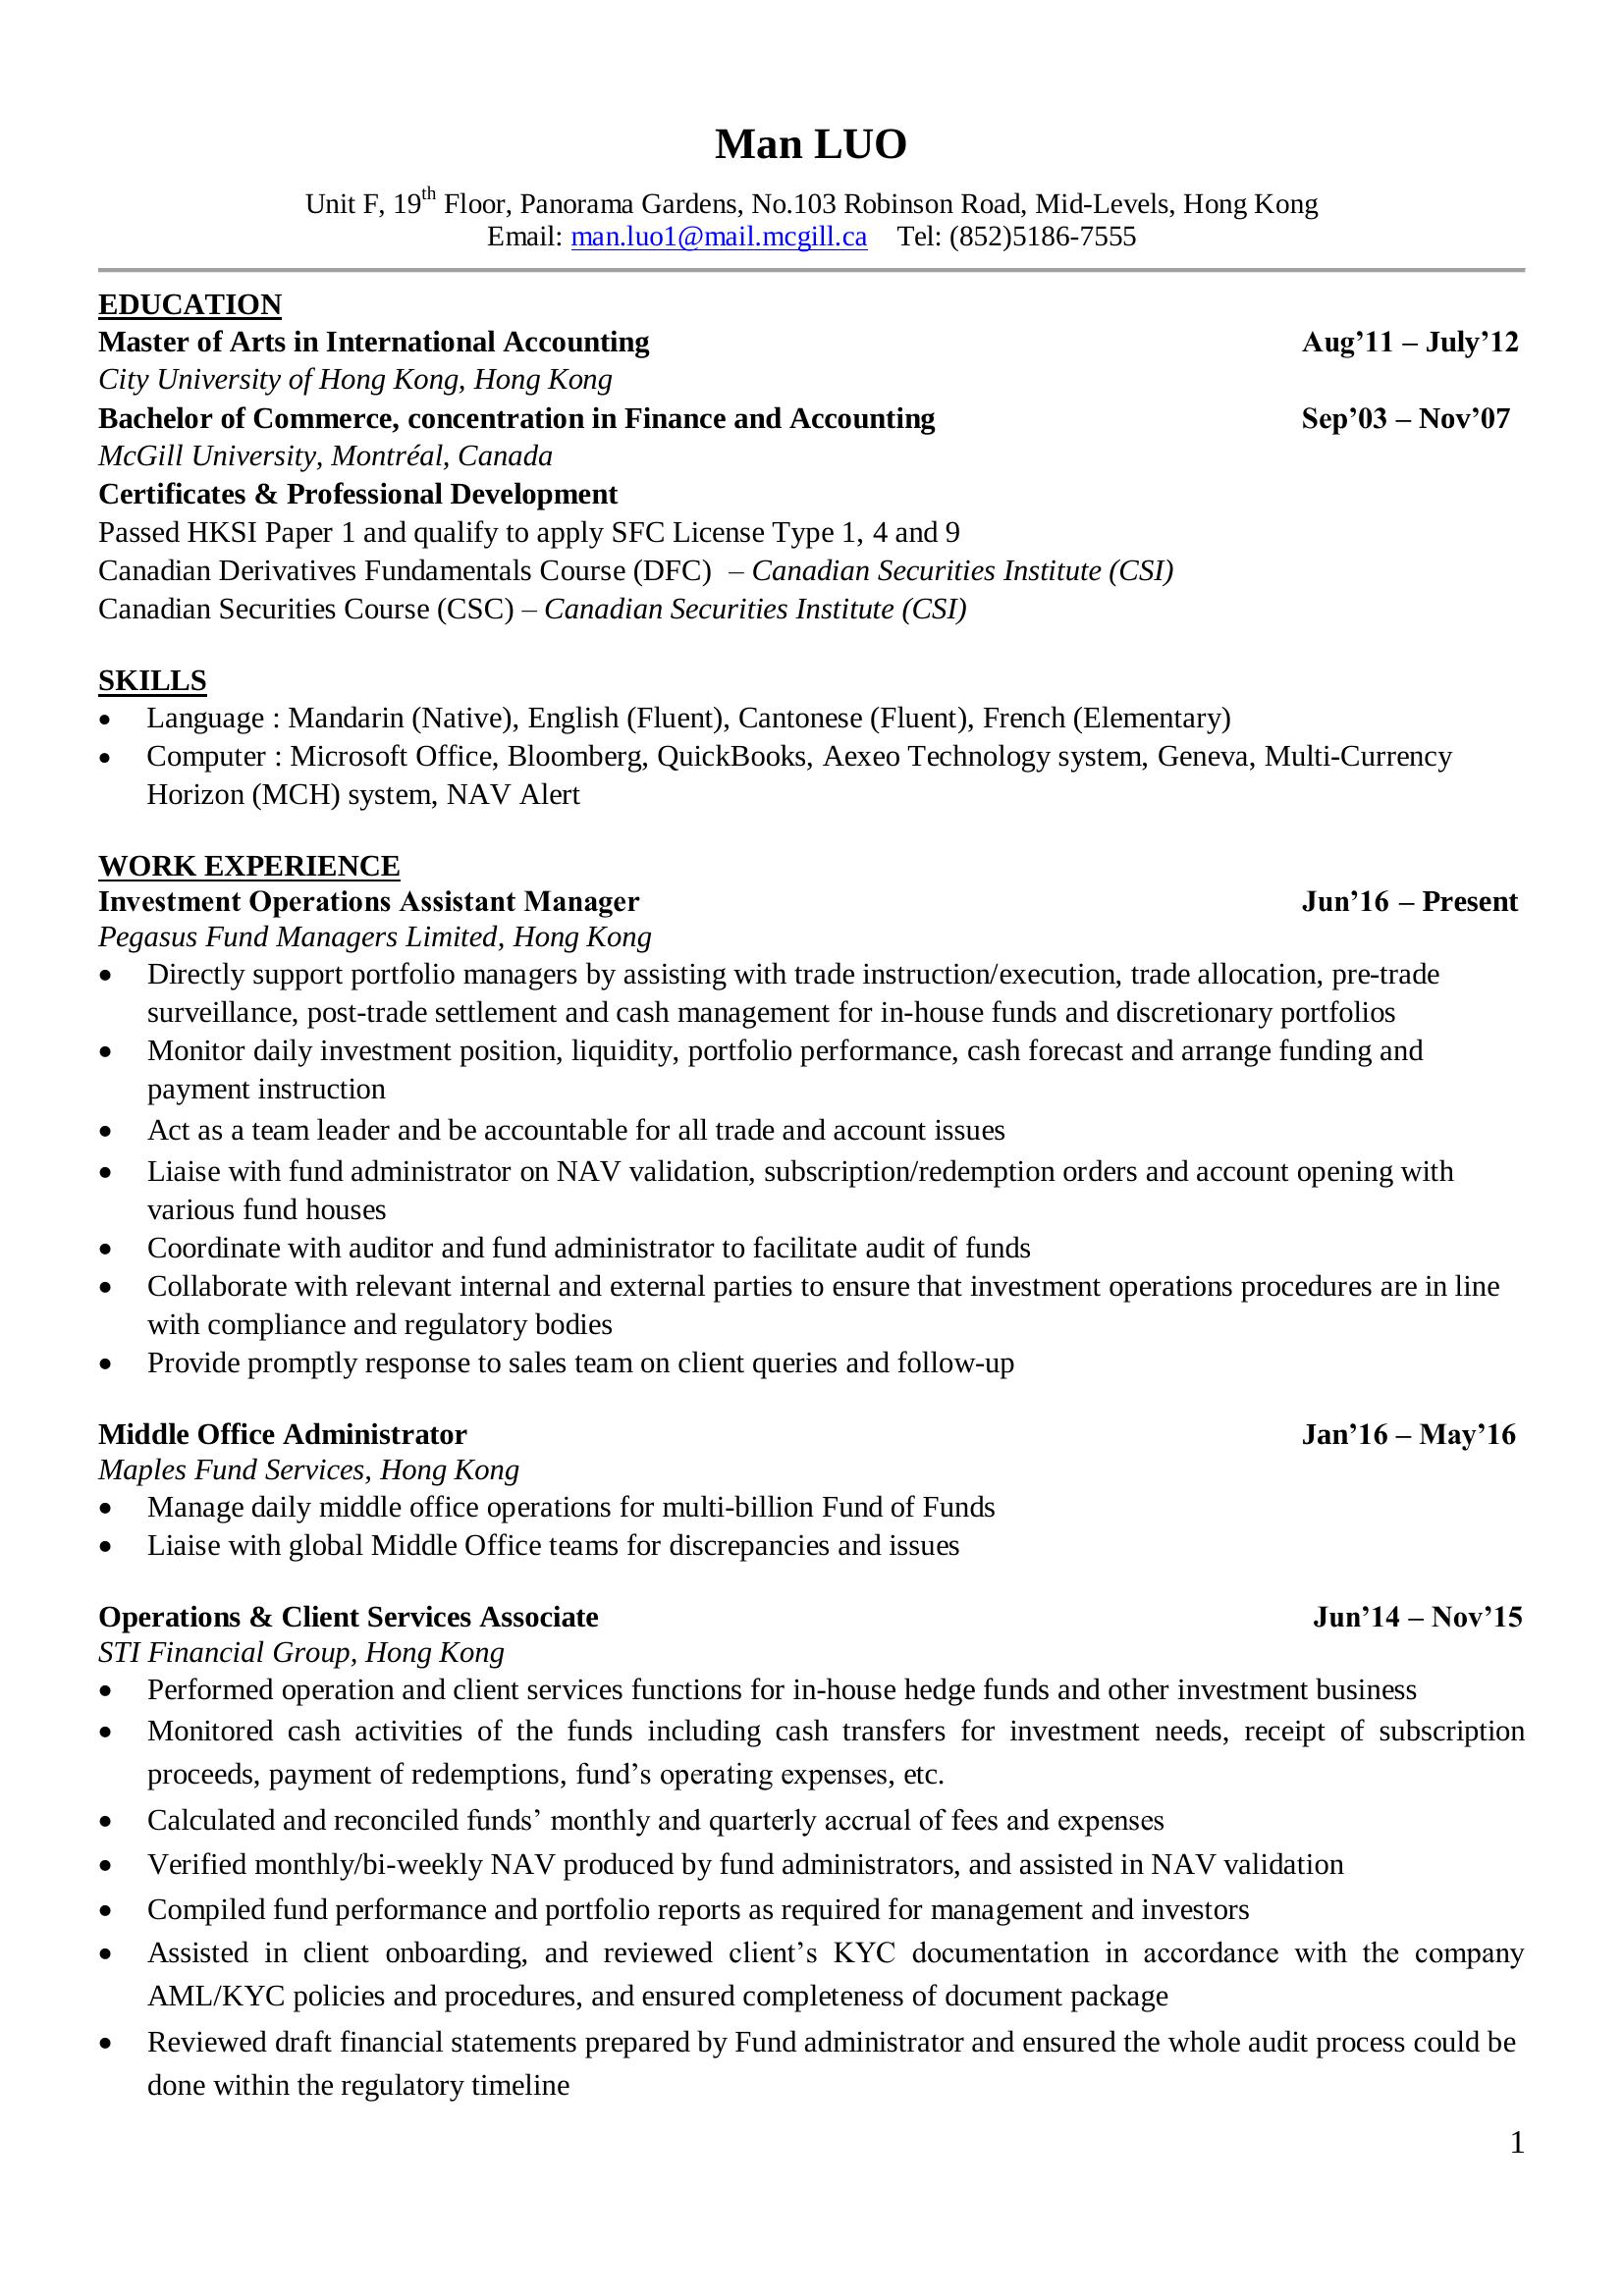 Man LUO
Unit F, 19th Floor, Panorama Gardens, No.103 Robinson Road, Mid-Levels, Hong Kong
Email: man.luo1@mail.mcgill.ca Tel: (852)5186-7555
EDUCATION
Master of Arts in International Accounting Aug’11 – July’12
City University of Hong Kong, Hong Kong
Bachelor of Commerce, concentration in Finance and Accounting Sep’03 – Nov’07
McGill University, Montréal, Canada
Certificates & Professional Development
Passed HKSI Paper 1 and qualify to apply SFC License Type 1, 4 and 9
Canadian Derivatives Fundamentals Course (DFC) – Canadian Securities Institute (CSI)
Canadian Securities Course (CSC) – Canadian Securities Institute (CSI)
SKILLS
• Language : Mandarin (Native), English (Fluent), Cantonese (Fluent), French (Elementary)
• Computer : Microsoft Office, Bloomberg, QuickBooks, Aexeo Technology system, Geneva, Multi-Currency
Horizon (MCH) system, NAV Alert
WORK EXPERIENCE
Investment Operations Assistant Manager Jun’16 – Present
Pegasus Fund Managers Limited, Hong Kong
• Directly support portfolio managers by assisting with trade instruction/execution, trade allocation, pre-trade
surveillance, post-trade settlement and cash management for in-house funds and discretionary portfolios
• Monitor daily investment position, liquidity, portfolio performance, cash forecast and arrange funding and
payment instruction
• Act as a team leader and be accountable for all trade and account issues
• Liaise with fund administrator on NAV validation, subscription/redemption orders and account opening with
various fund houses
• Coordinate with auditor and fund administrator to facilitate audit of funds
• Collaborate with relevant internal and external parties to ensure that investment operations procedures are in line
with compliance and regulatory bodies
• Provide promptly response to sales team on client queries and follow-up
Middle Office Administrator Jan’16 – May’16
Maples Fund Services, Hong Kong
• Manage daily middle office operations for multi-billion Fund of Funds
• Liaise with global Middle Office teams for discrepancies and issues
Operations & Client Services Associate Jun’14 – Nov’15
STI Financial Group, Hong Kong
• Performed operation and client services functions for in-house hedge funds and other investment business
• Monitored cash activities of the funds including cash transfers for investment needs, receipt of subscription
proceeds, payment of redemptions, fund’s operating expenses, etc.
• Calculated and reconciled funds’ monthly and quarterly accrual of fees and expenses
• Verified monthly/bi-weekly NAV produced by fund administrators, and assisted in NAV validation
• Compiled fund performance and portfolio reports as required for management and investors
• Assisted in client onboarding, and reviewed client’s KYC documentation in accordance with the company
AML/KYC policies and procedures, and ensured completeness of document package
• Reviewed draft financial statements prepared by Fund administrator and ensured the whole audit process could be
done within the regulatory timeline
1